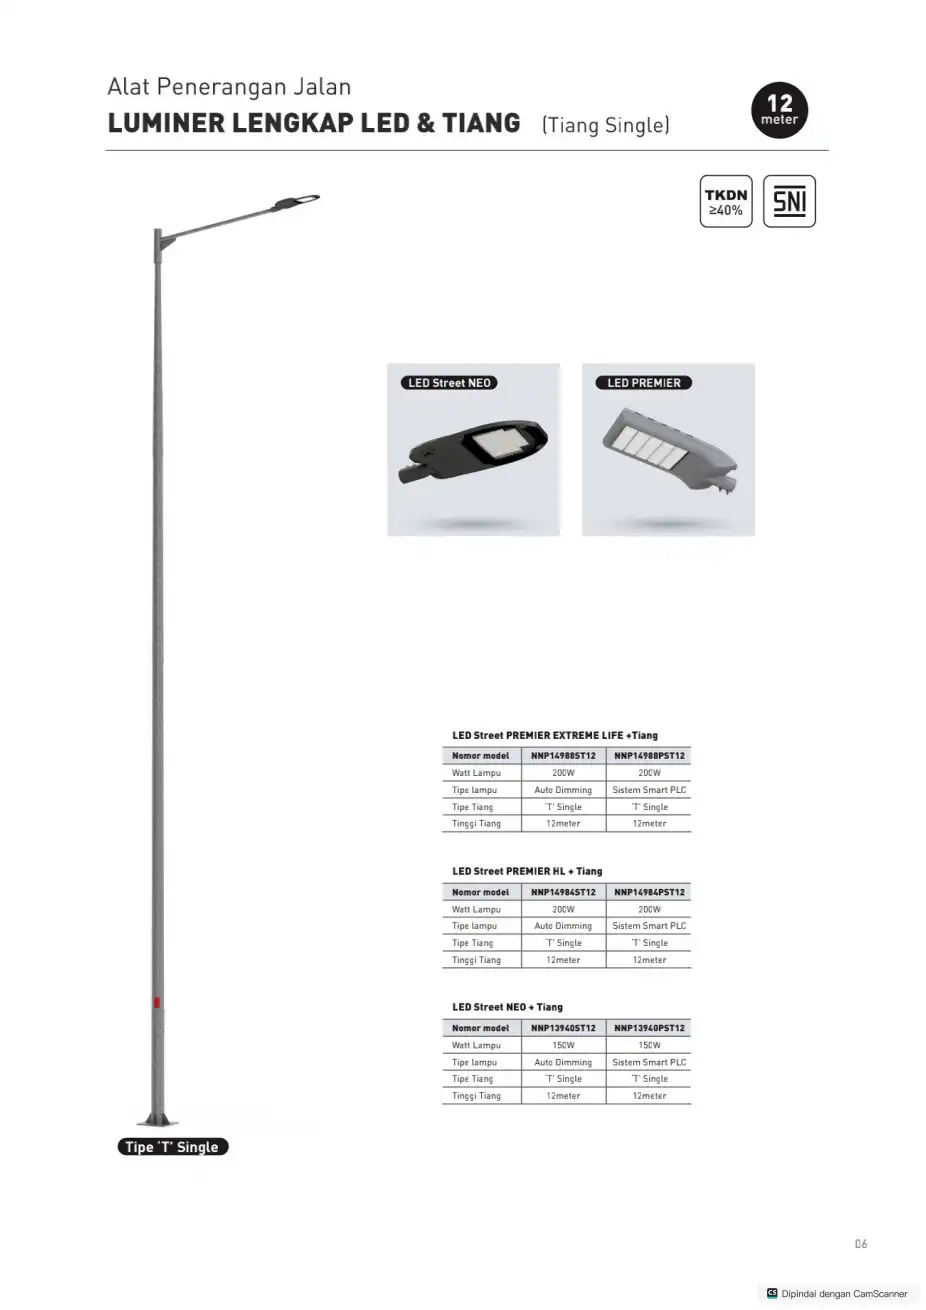 Alat Penerangan Jalan
LUMINER LENGKAP LED & TIANG (Tiang Single)
12
meter
TKDN
≥40%
SNI
LED Street NEO
LED PREMIER
LED Street PREMIER EXTREME LIFE +Tiang
Nomor model NNP14988ST12 NNP14988PST12
Watt Lampu 200W 200W
Tipe lampu Auto Dimming Sistem Smart PLC
Tipe Tiang 'T' Single 'T' Single
Tinggi Tiang 12meter 12meter
LED Street PREMIER HL + Tiang
Nomor model NNP14984ST12 NNP14984PST12
Watt Lampu 200W 200W
Tipe lampu Auto Dimming Sistem Smart PLC
Tipe Tiang 'T' Single 'T' Single
Tinggi Tiang 12meter 12meter
LED Street NEO + Tiang
Nomor model NNP13940ST12 NNP13940PST12
Watt Lampu 150W 150W
Tipe lampu Auto Dimming Sistem Smart PLC
Tipe Tiang 'T' Single 'T' Single
Tinggi Tiang 12meter 12meter
Tipe 'T' Single
06
CS Dipindai dengan CamScanner